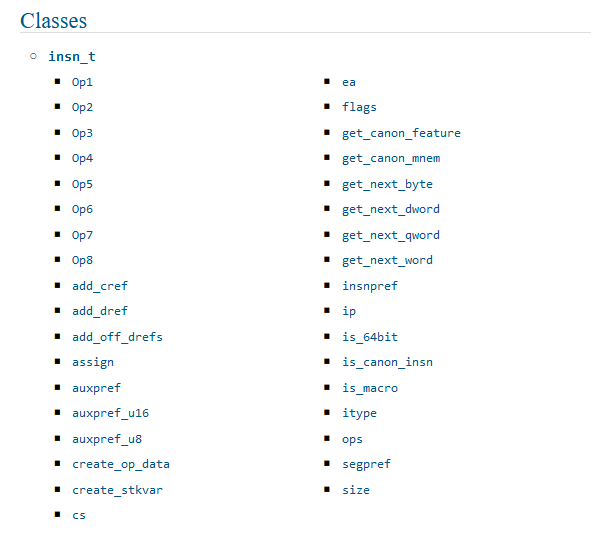 Classes
insn_t
Op1
Op2
Op3
Op4
Op5
Op6
Op7
Op8
add_cref
add_dref
add_off_drefs
assign
auxpref
auxpref_u16
auxpref_u8
create_op_data
create_stkvar
cs
ea
flags
get_canon_feature
get_canon_mnem
get_next_byte
get_next_dword
get_next_qword
get_next_word
insnpref
ip
is_64bit
is_canon_insn
is_macro
itype
ops
segpref
size